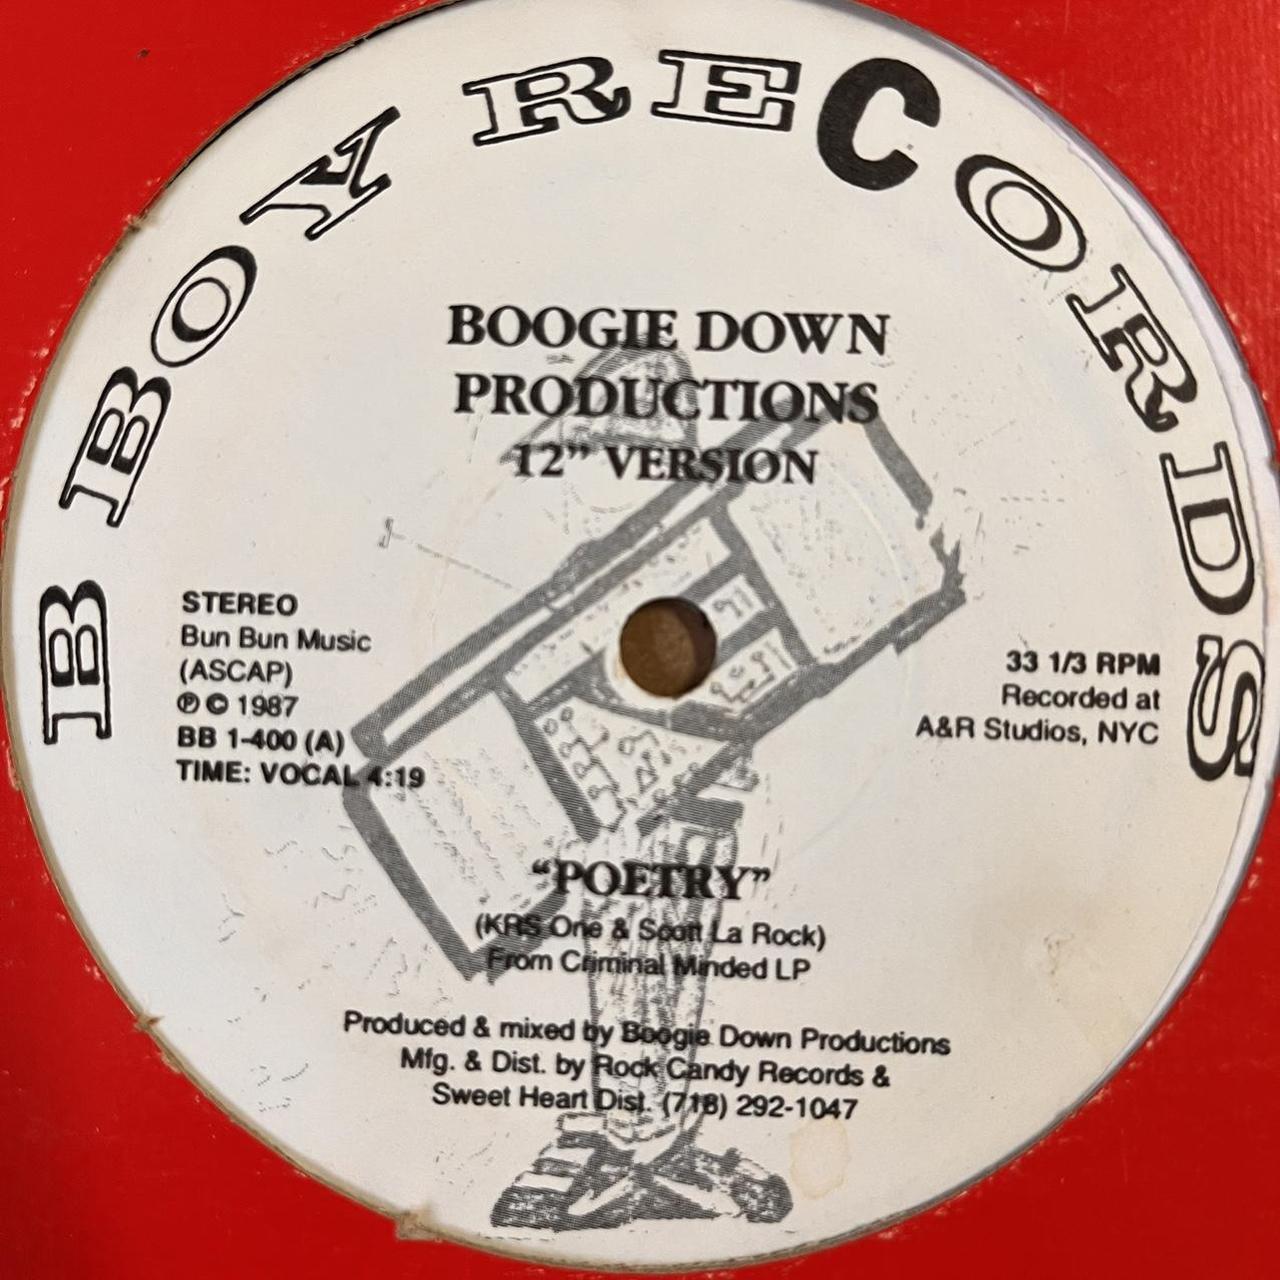 B BOY RECORDS
BOOGIE DOWN
PRODUCTIONS
12” VERSION
STEREO
Bun Bun Music
(ASCAP)
℗ © 1987
BB 1-400 (A)
TIME: VOCAL 4:19
33 1/3 RPM
Recorded at
A&R Studios, NYC
“POETRY”
(KRS One & Scott La Rock)
From Criminal Minded LP
Produced & mixed by Boogie Down Productions
Mfg. & Dist. by Rock Candy Records &
Sweet Heart Dist. (718) 292-1047